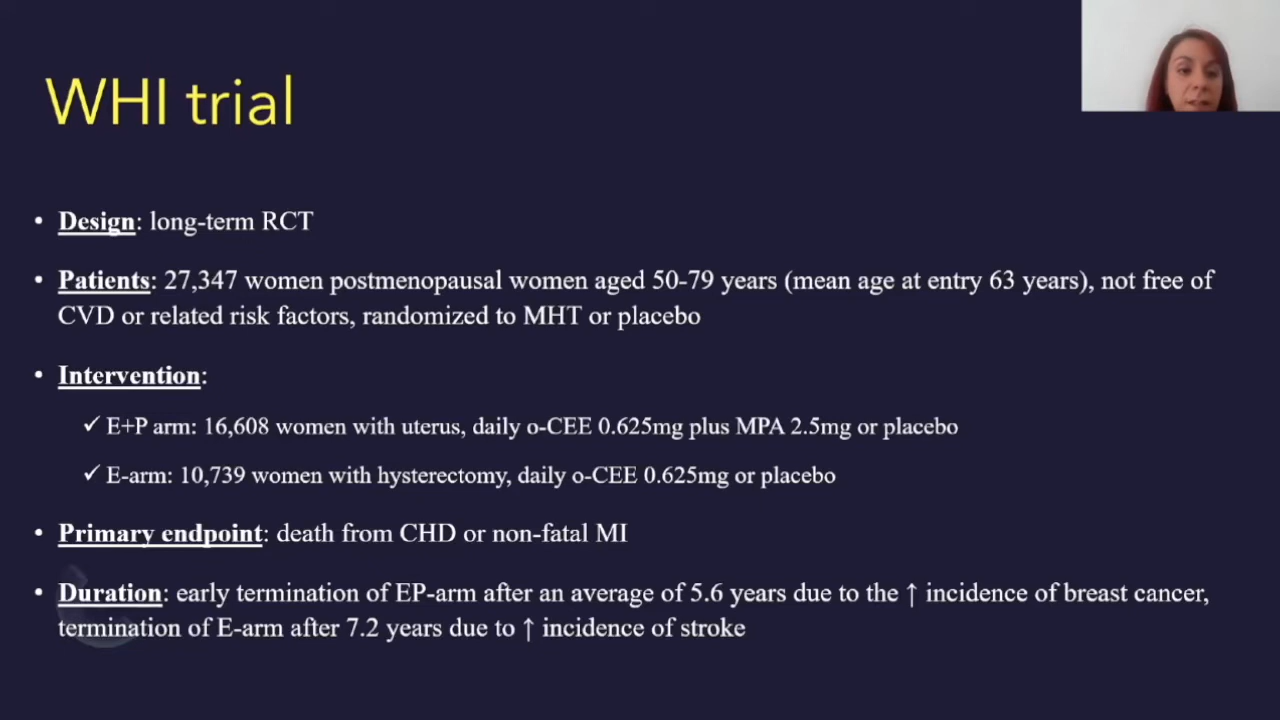 WHI trial
• Design: long-term RCT
• Patients: 27,347 women postmenopausal women aged 50-79 years (mean age at entry 63 years), not free of
CVD or related risk factors, randomized to MHT or placebo
• Intervention:
✓ E+P arm: 16,608 women with uterus, daily o-CEE 0.625mg plus MPA 2.5mg or placebo
✓ E-arm: 10,739 women with hysterectomy, daily o-CEE 0.625mg or placebo
• Primary endpoint: death from CHD or non-fatal MI
• Duration: early termination of EP-arm after an average of 5.6 years due to the ↑ incidence of breast cancer,
termination of E-arm after 7.2 years due to ↑ incidence of stroke